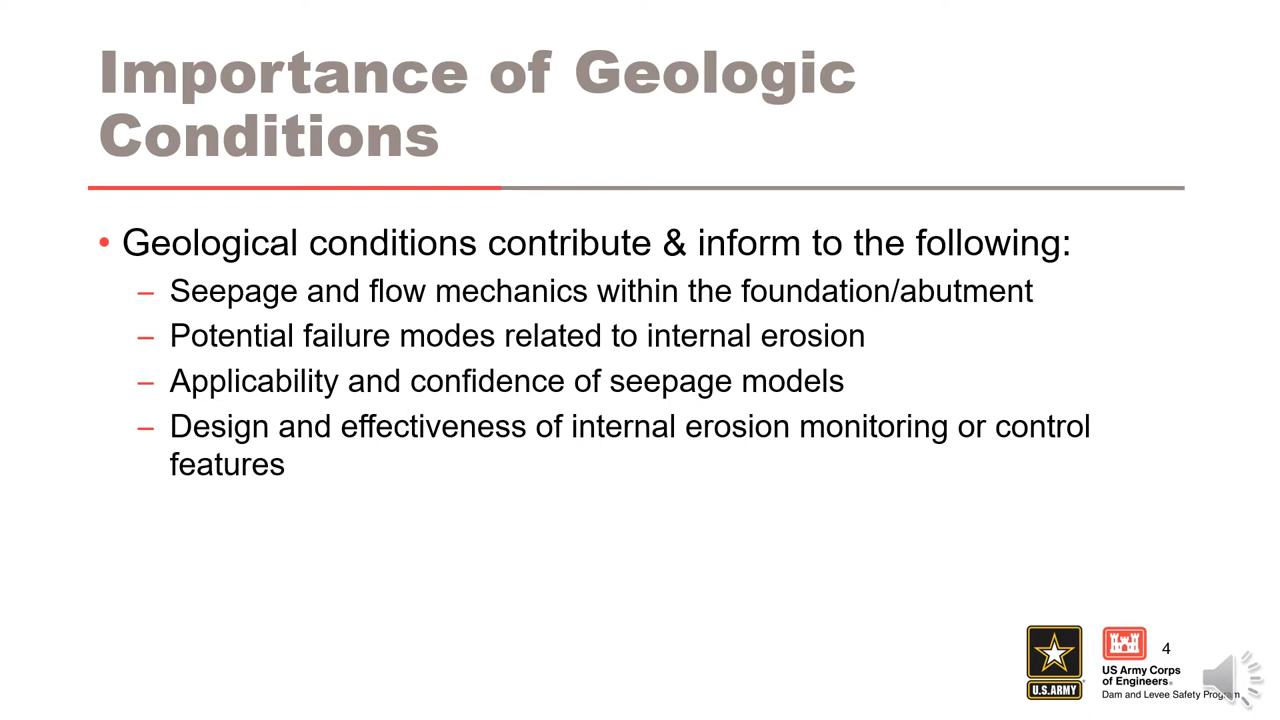 Importance of Geologic
Conditions
• Geological conditions contribute & inform to the following:
– Seepage and flow mechanics within the foundation/abutment
– Potential failure modes related to internal erosion
– Applicability and confidence of seepage models
– Design and effectiveness of internal erosion monitoring or control
features
U.S.ARMY
4
US Army Corps
of Engineers®
Dam and Levee Safety Program